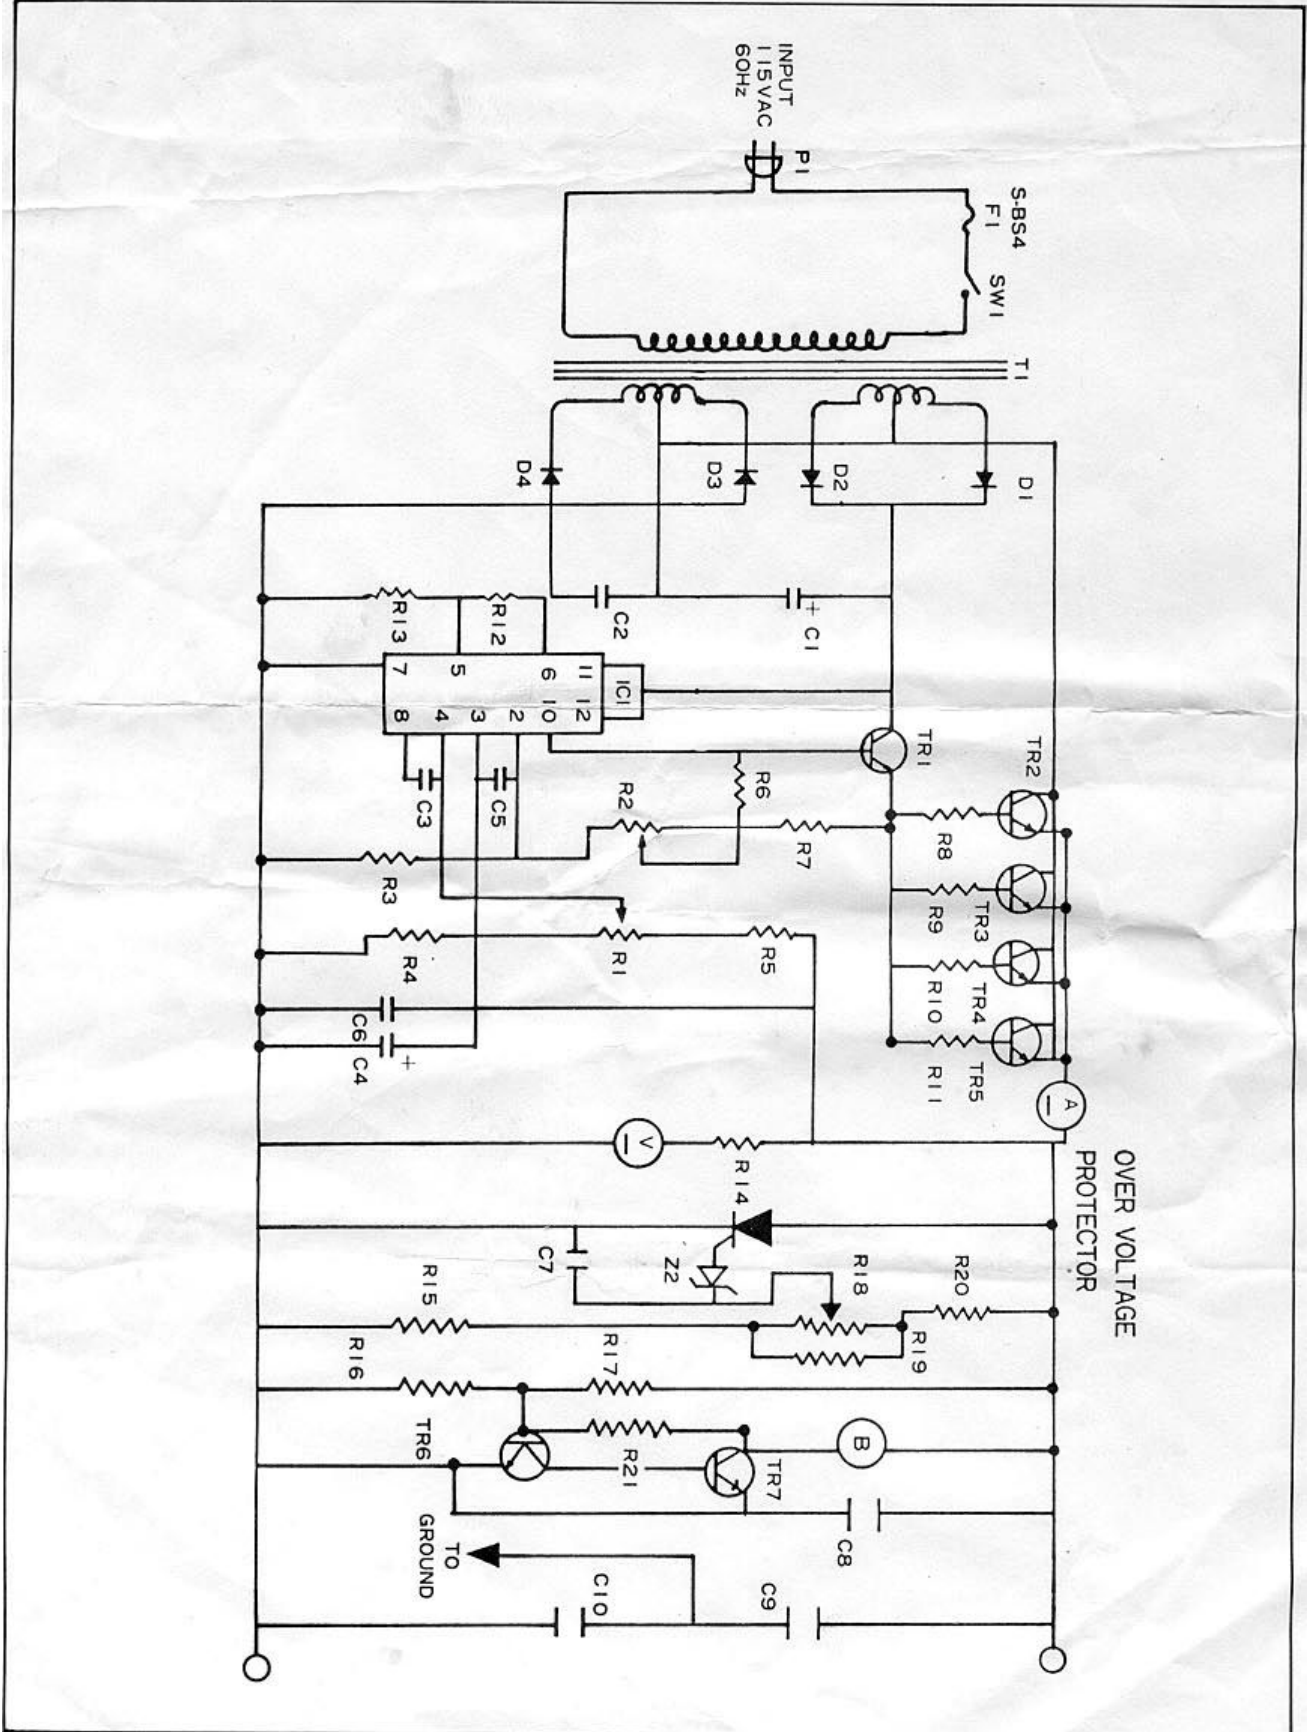 INPUT
115VAC
60Hz
P1
S-BS4
F1
SW1
T1
D1
D2
D3
D4
+
C1
C2
R13
R12
IC1
11
12
6
10
5
2
3
7
4
8
C3
C5
TR1
TR2
R6
R2
R7
R8
R3
R9
TR3
R4
R1
R5
R10
TR4
C6
C4
+
R11
TR5
A
V
R14
OVER VOLTAGE
PROTECTOR
C7
Z2
R18
R20
R15
R19
R16
R17
TR6
R21
TR7
B
C8
TO
GROUND
C10
C9